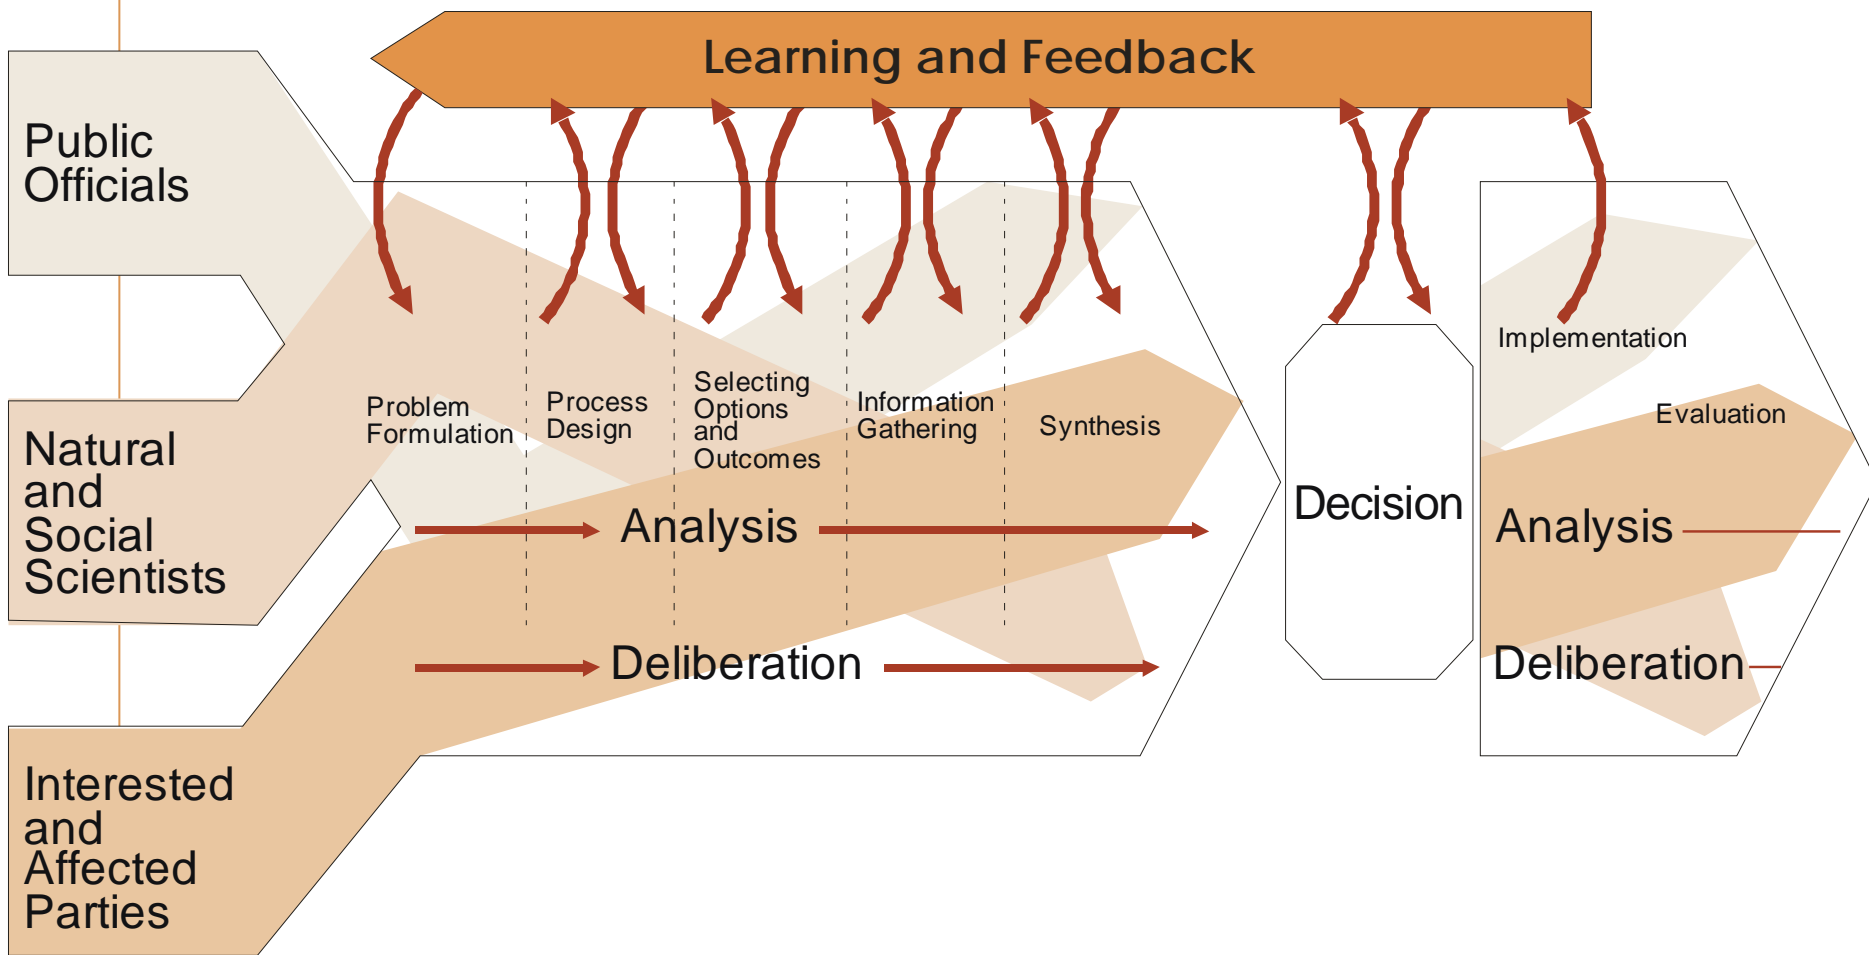 Learning and Feedback
Public
Officials
Natural
and
Social
Scientists
Interested
and
Affected
Parties
Problem
Formulation
Process
Design
Selecting
Options
and
Outcomes
Information
Gathering
Synthesis
Analysis
Deliberation
Decision
Implementation
Evaluation
Analysis
Deliberation